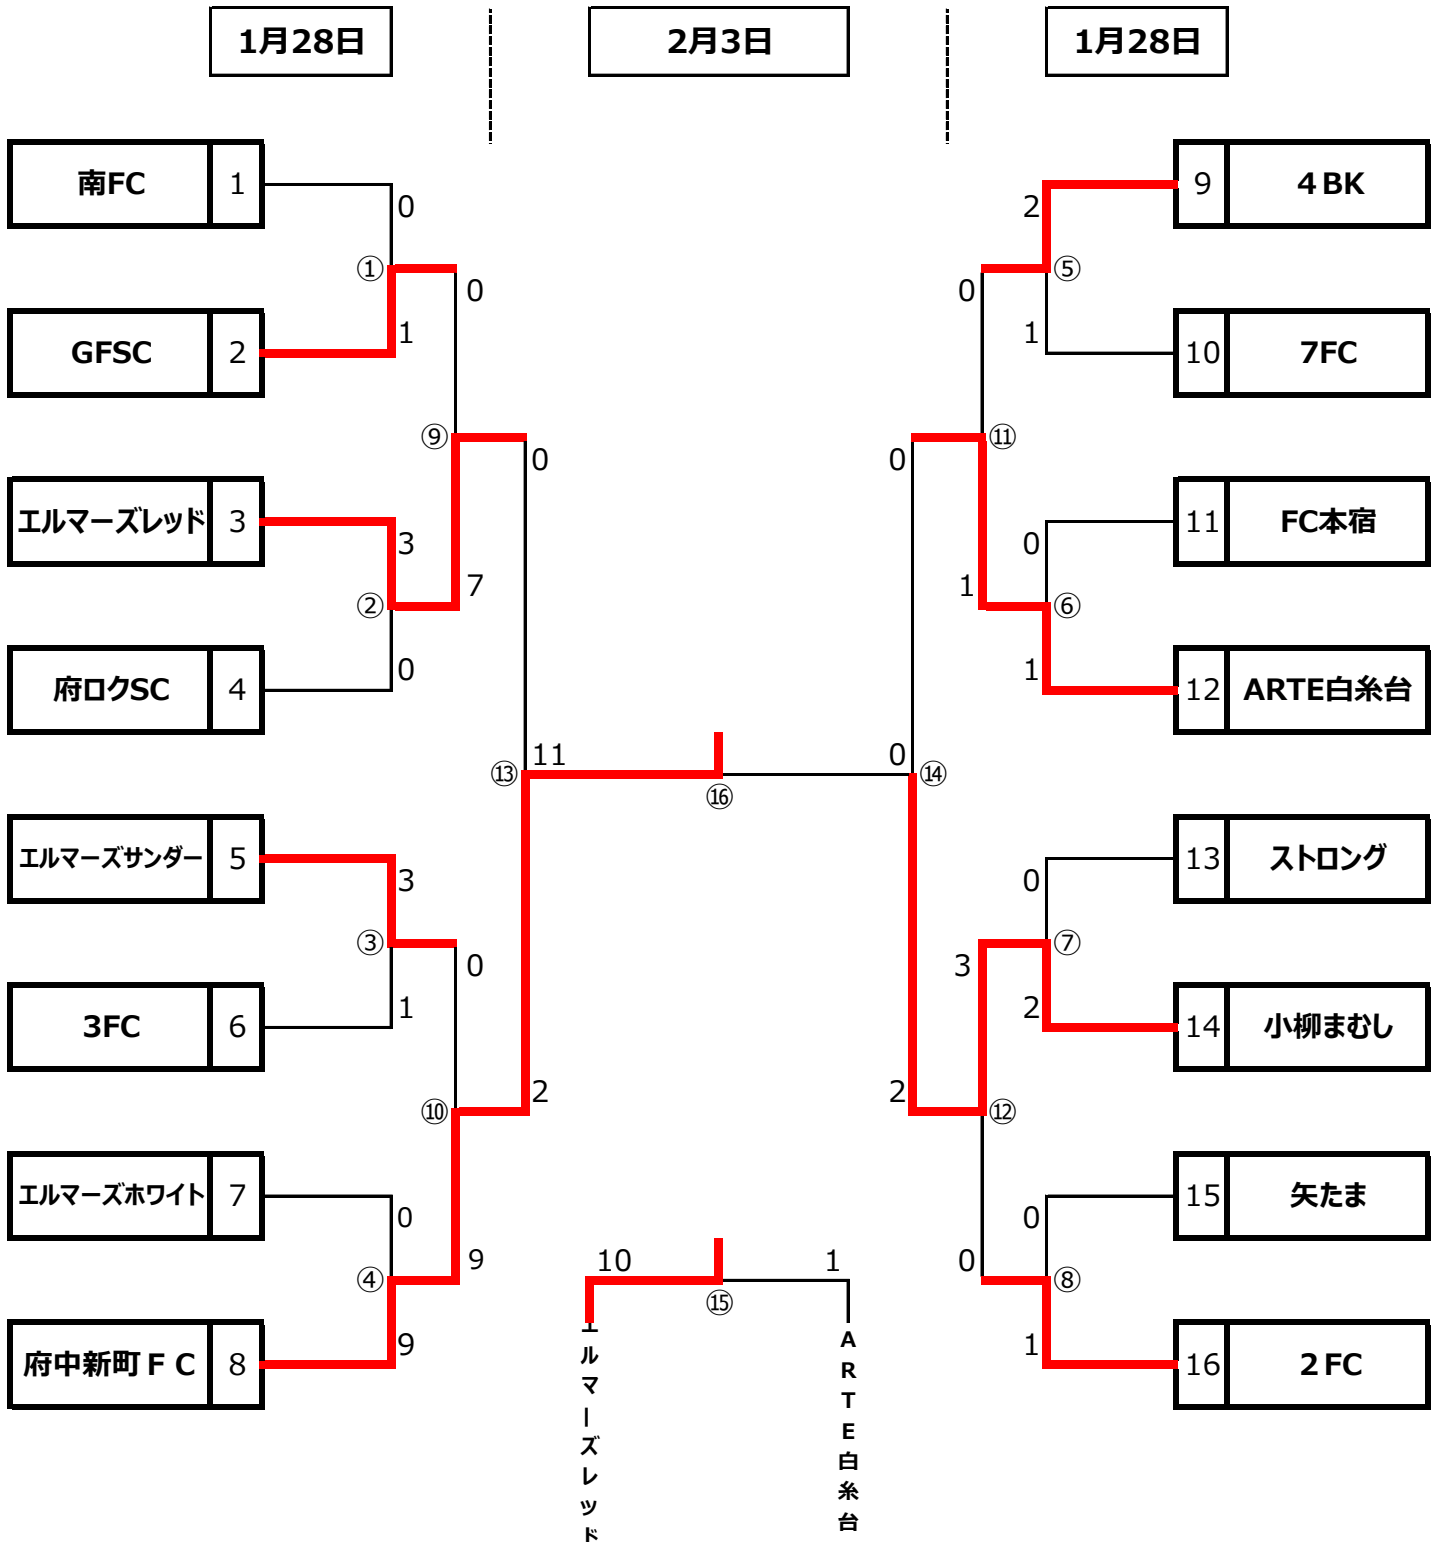 1月28日 2月3日 1月28日
南FC 1 9 4 BK
0 2
① ⑤
0 0
1 1
GFSC 2 10 7FC
⑨ ⑪
0 0
エルマーズレッド 3 11 FC本宿
3 0
7 1
② ⑥
0 1
府ロクSC 4 12 ARTE白糸台
11 0
⑬ ⑯ ⑭
エルマーズサンダー 5 13 ストロング
3 0
③ ⑦
0 3
1 2
3FC 6 14 小柳まむし
2 2
⑩ ⑫
エルマーズホワイト 7 15 矢たま
0 0
9 10 1 0
④ ⑮ ⑧
9 1
府中新町ＦＣ 8 16 2 FC
エルマーズレッド
ARTE白糸台